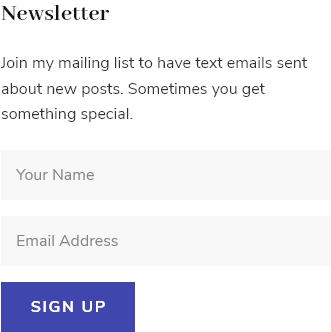 Newsletter
Join my mailing list to have text emails sent
about new posts. Sometimes you get
something special.
Your Name
Email Address
SIGN UP